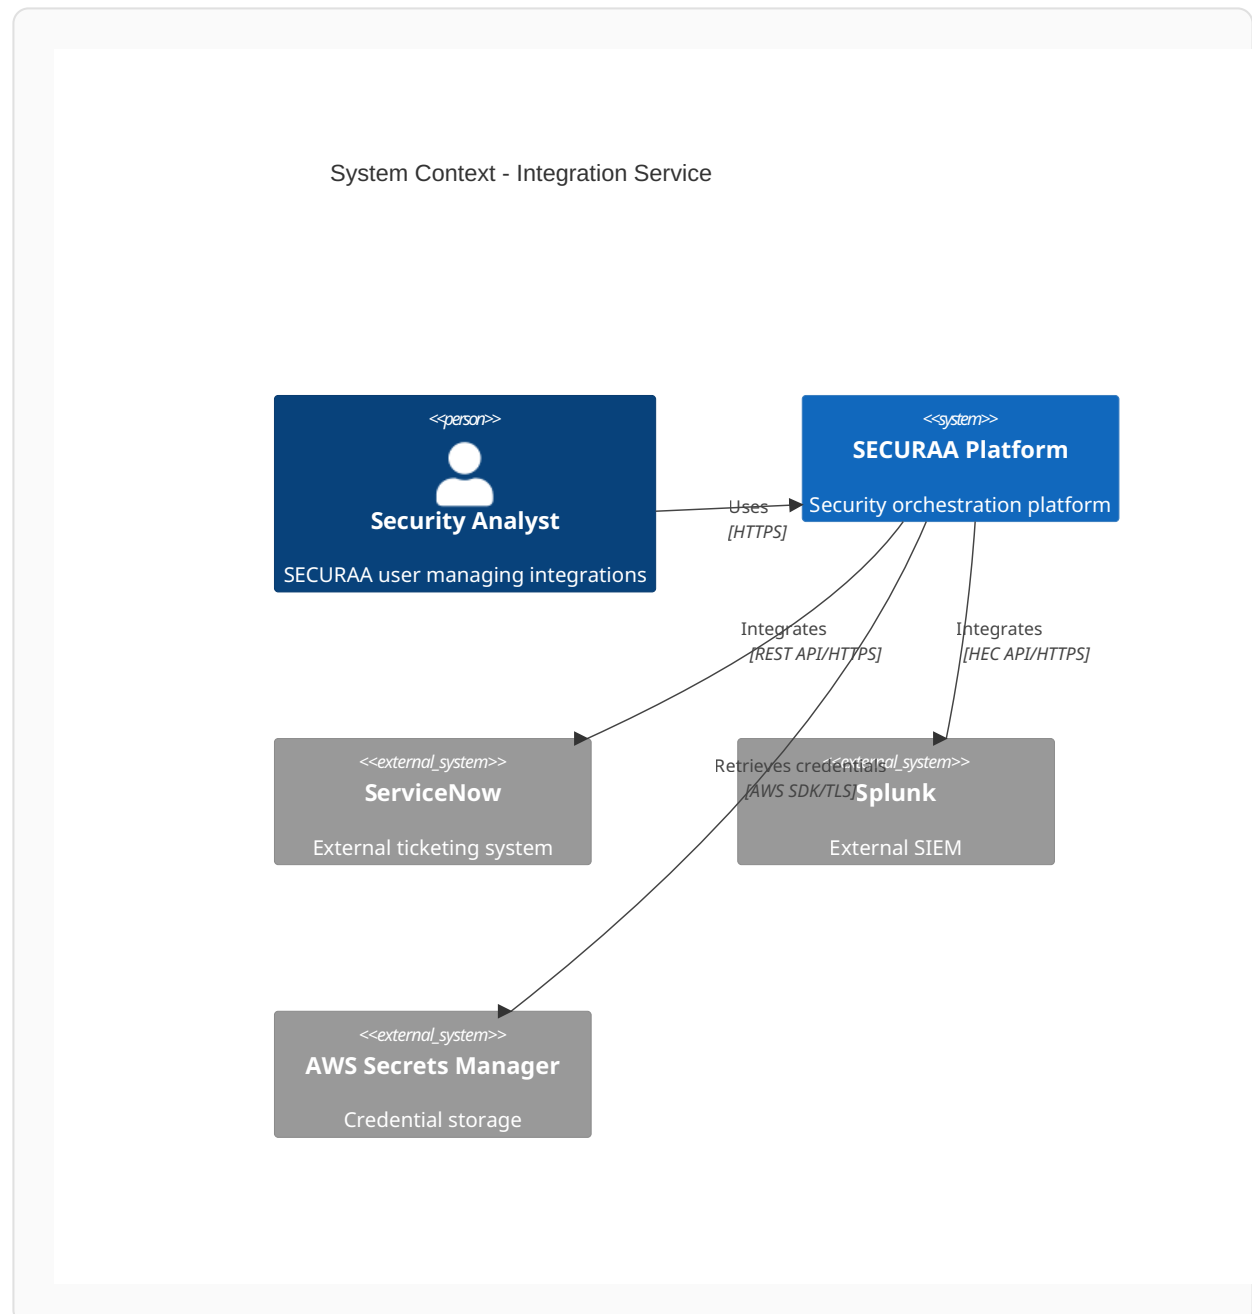 System Context - Integration Service
<<person>>
Security Analyst
SECURAA user managing integrations
<<system>>
SECURAA Platform
Security orchestration platform
Uses
[HTTPS]
Integrates
[REST API/HTTPS]
Integrates
[HEC API/HTTPS]
<<external_system>>
ServiceNow
External ticketing system
Retrieves credentials
[AWS SDK/TLS]
<<external_system>>
Splunk
External SIEM
<<external_system>>
AWS Secrets Manager
Credential storage